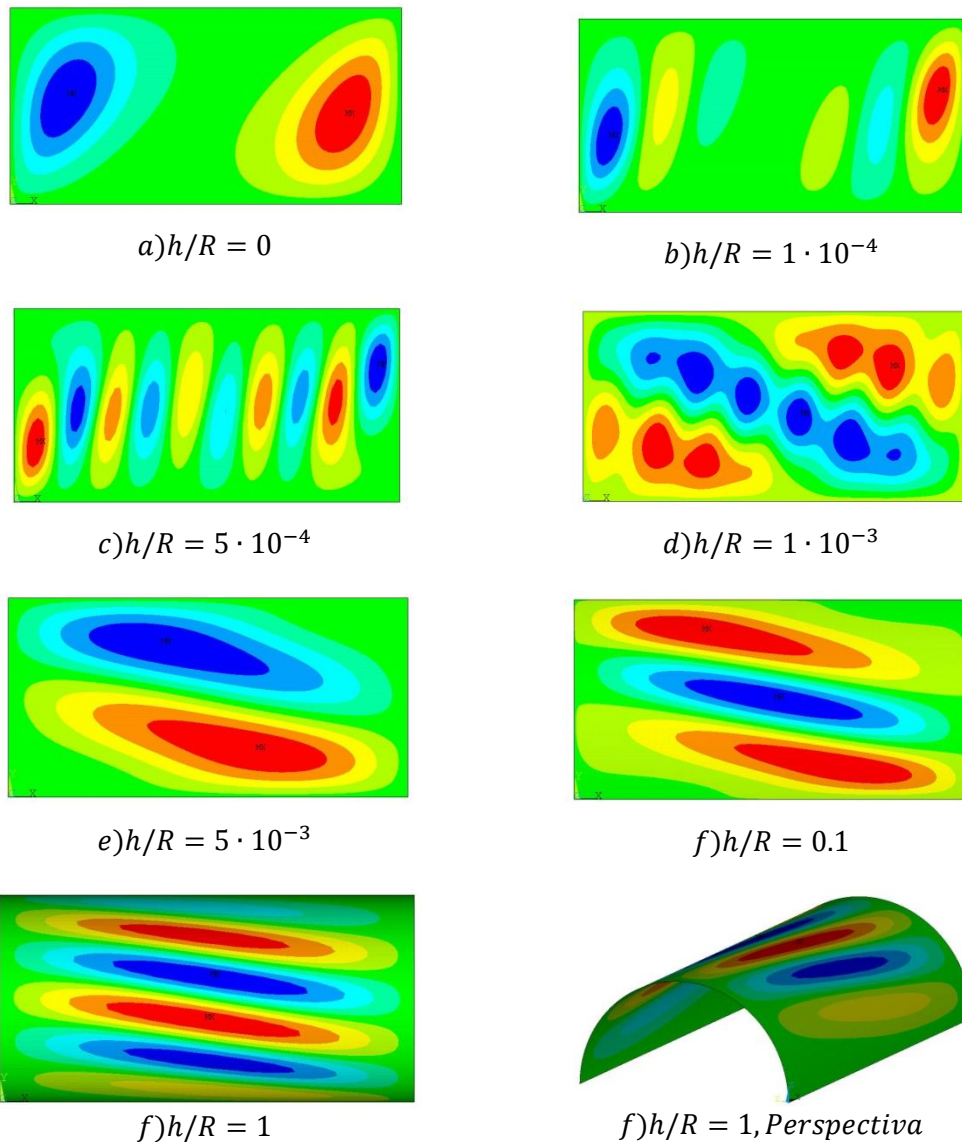 a)h/R = 0
b)h/R = 1 · 10⁻⁴
c)h/R = 5 · 10⁻⁴
d)h/R = 1 · 10⁻³
e)h/R = 5 · 10⁻³
f)h/R = 0.1
f)h/R = 1
f)h/R = 1, Perspectiva